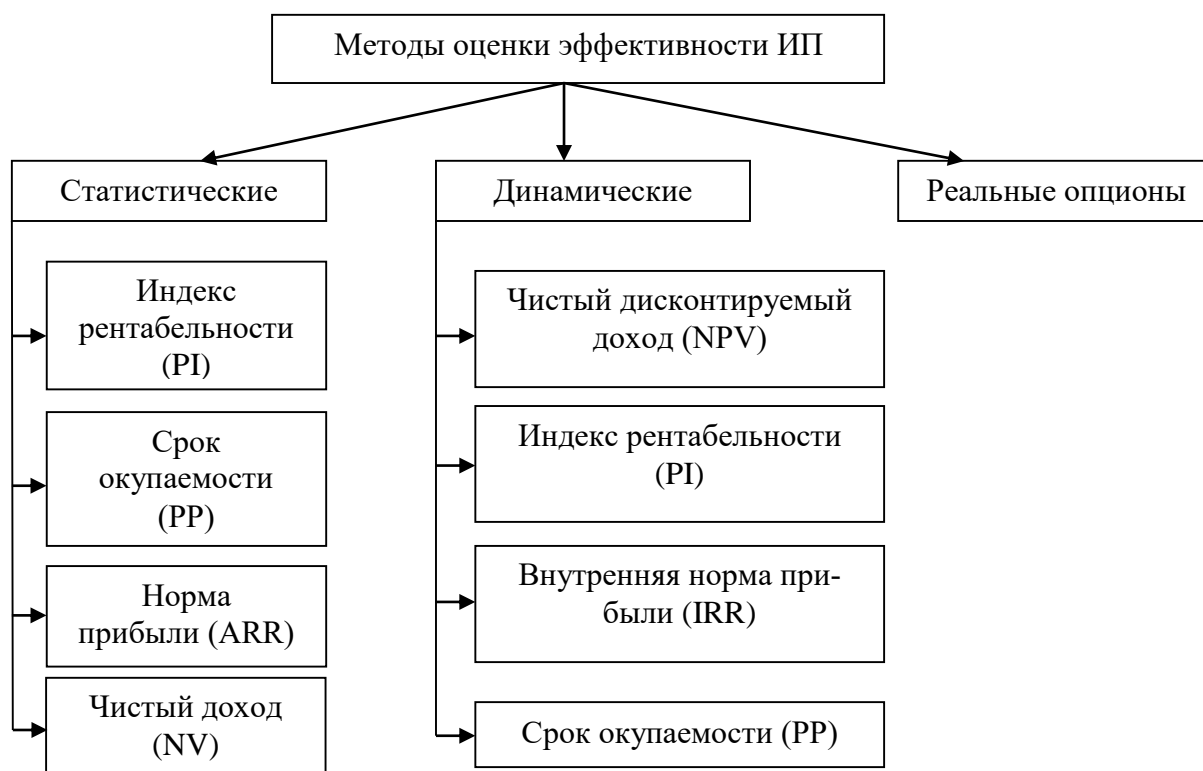 Методы оценки эффективности ИП
Статистические
Динамические
Реальные опционы
Индекс
рентабельности
(PI)
Срок
окупаемости
(PP)
Норма
прибыли (ARR)
Чистый доход
(NV)
Чистый дисконтируемый
доход (NPV)
Индекс рентабельности
(PI)
Внутренняя норма при-
были (IRR)
Срок окупаемости (PP)